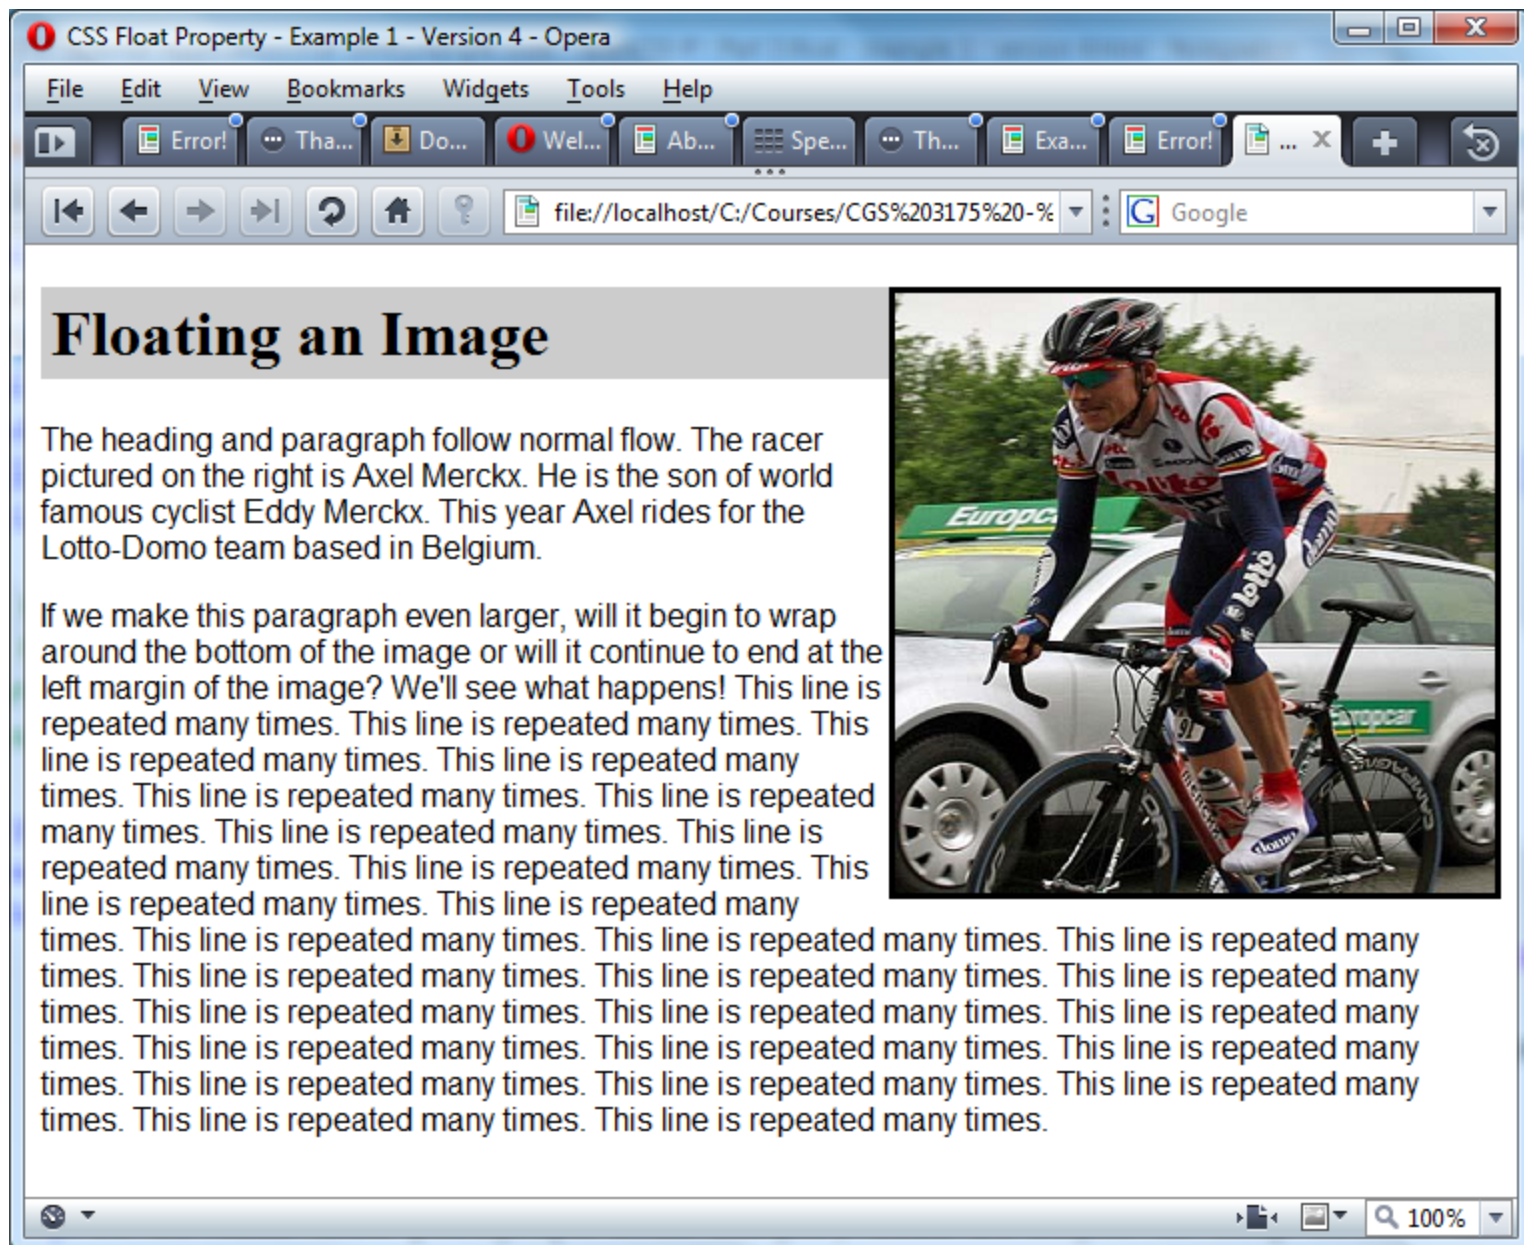 CSS Float Property - Example 1 - Version 4 - Opera
File Edit View Bookmarks Widgets Tools Help
Error! Tha... Do... Wel... Ab... Spe... Th... Exa... Error! ...
file://localhost/C:/Courses/CGS%203175%20-% Google
Floating an Image
The heading and paragraph follow normal flow. The racer
pictured on the right is Axel Merckx. He is the son of world
famous cyclist Eddy Merckx. This year Axel rides for the
Lotto-Domo team based in Belgium.
If we make this paragraph even larger, will it begin to wrap
around the bottom of the image or will it continue to end at the
left margin of the image? We'll see what happens! This line is
repeated many times. This line is repeated many times. This
line is repeated many times. This line is repeated many
times. This line is repeated many times. This line is repeated
many times. This line is repeated many times. This line is
repeated many times. This line is repeated many times. This
line is repeated many times. This line is repeated many
times. This line is repeated many times. This line is repeated many times. This line is repeated many
times. This line is repeated many times. This line is repeated many times. This line is repeated many
times. This line is repeated many times. This line is repeated many times. This line is repeated many
times. This line is repeated many times. This line is repeated many times. This line is repeated many
times. This line is repeated many times. This line is repeated many times. This line is repeated many
times. This line is repeated many times. This line is repeated many times.
Europc
lotto
Europcar
domo
100%